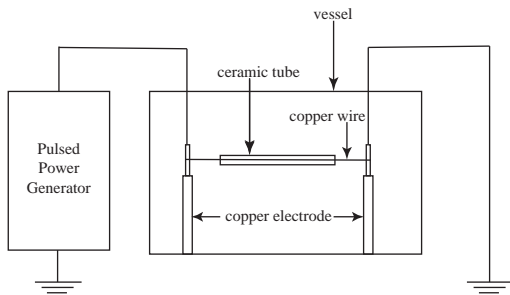 vessel
ceramic tube
copper wire
Pulsed
Power
Generator
copper electrode